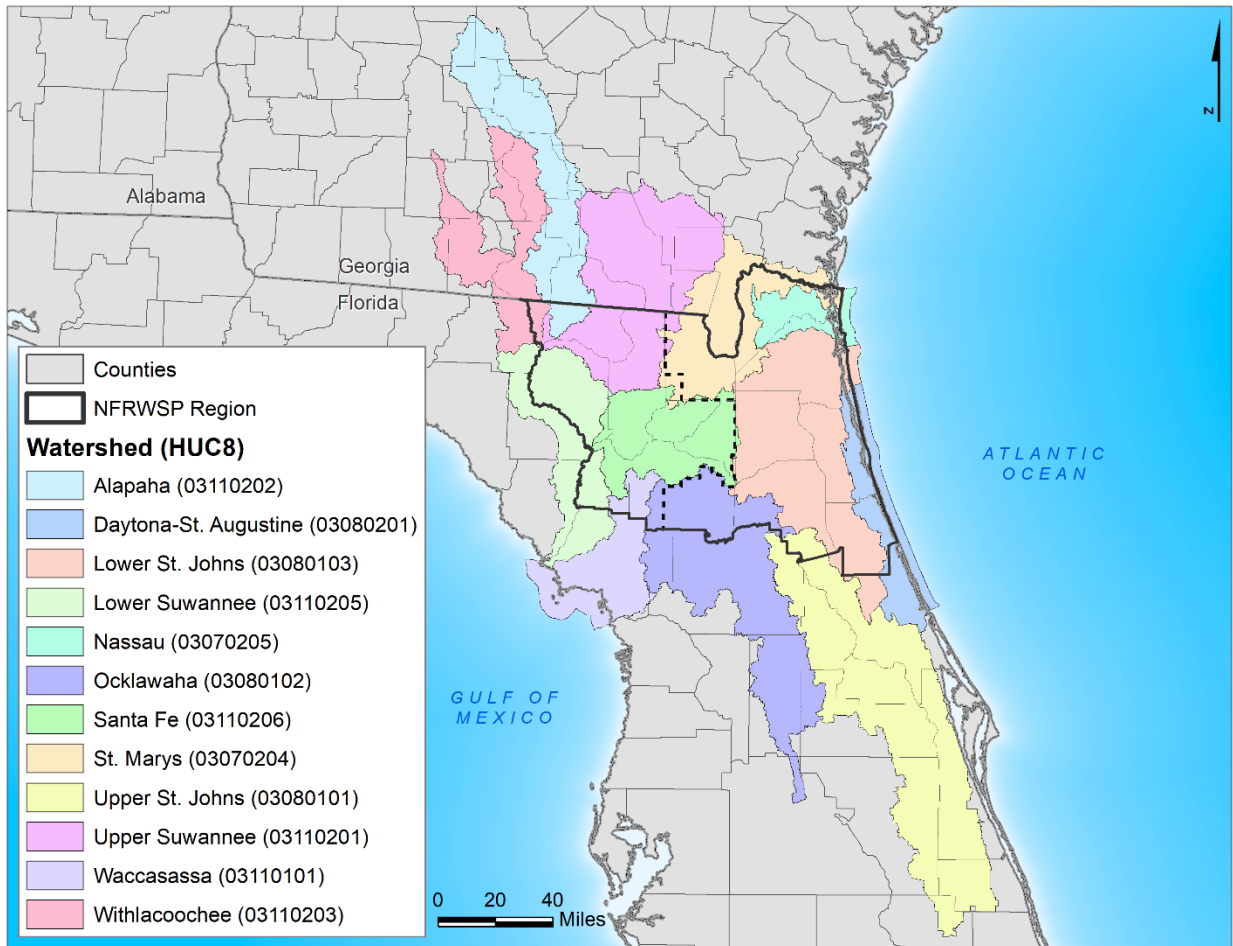 Alabama
Georgia
Florida
N
ATLANTIC
OCEAN
GULF OF
MEXICO
Counties
NFRWSP Region
Watershed (HUC8)
Alapaha (03110202)
Daytona-St. Augustine (03080201)
Lower St. Johns (03080103)
Lower Suwannee (03110205)
Nassau (03070205)
Ocklawaha (03080102)
Santa Fe (03110206)
St. Marys (03070204)
Upper St. Johns (03080101)
Upper Suwannee (03110201)
Waccasassa (03110101)
Withlacoochee (03110203)
0 20 40
Miles